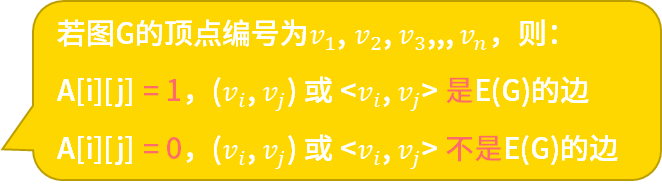 若图G的顶点编号为𝑣₁, 𝑣₂, 𝑣₃,,, 𝑣ₙ，则：
A[i][j] = 1，(𝑣ᵢ, 𝑣ⱼ) 或 <𝑣ᵢ, 𝑣ⱼ> 是E(G)的边
A[i][j] = 0，(𝑣ᵢ, 𝑣ⱼ) 或 <𝑣ᵢ, 𝑣ⱼ> 不是E(G)的边